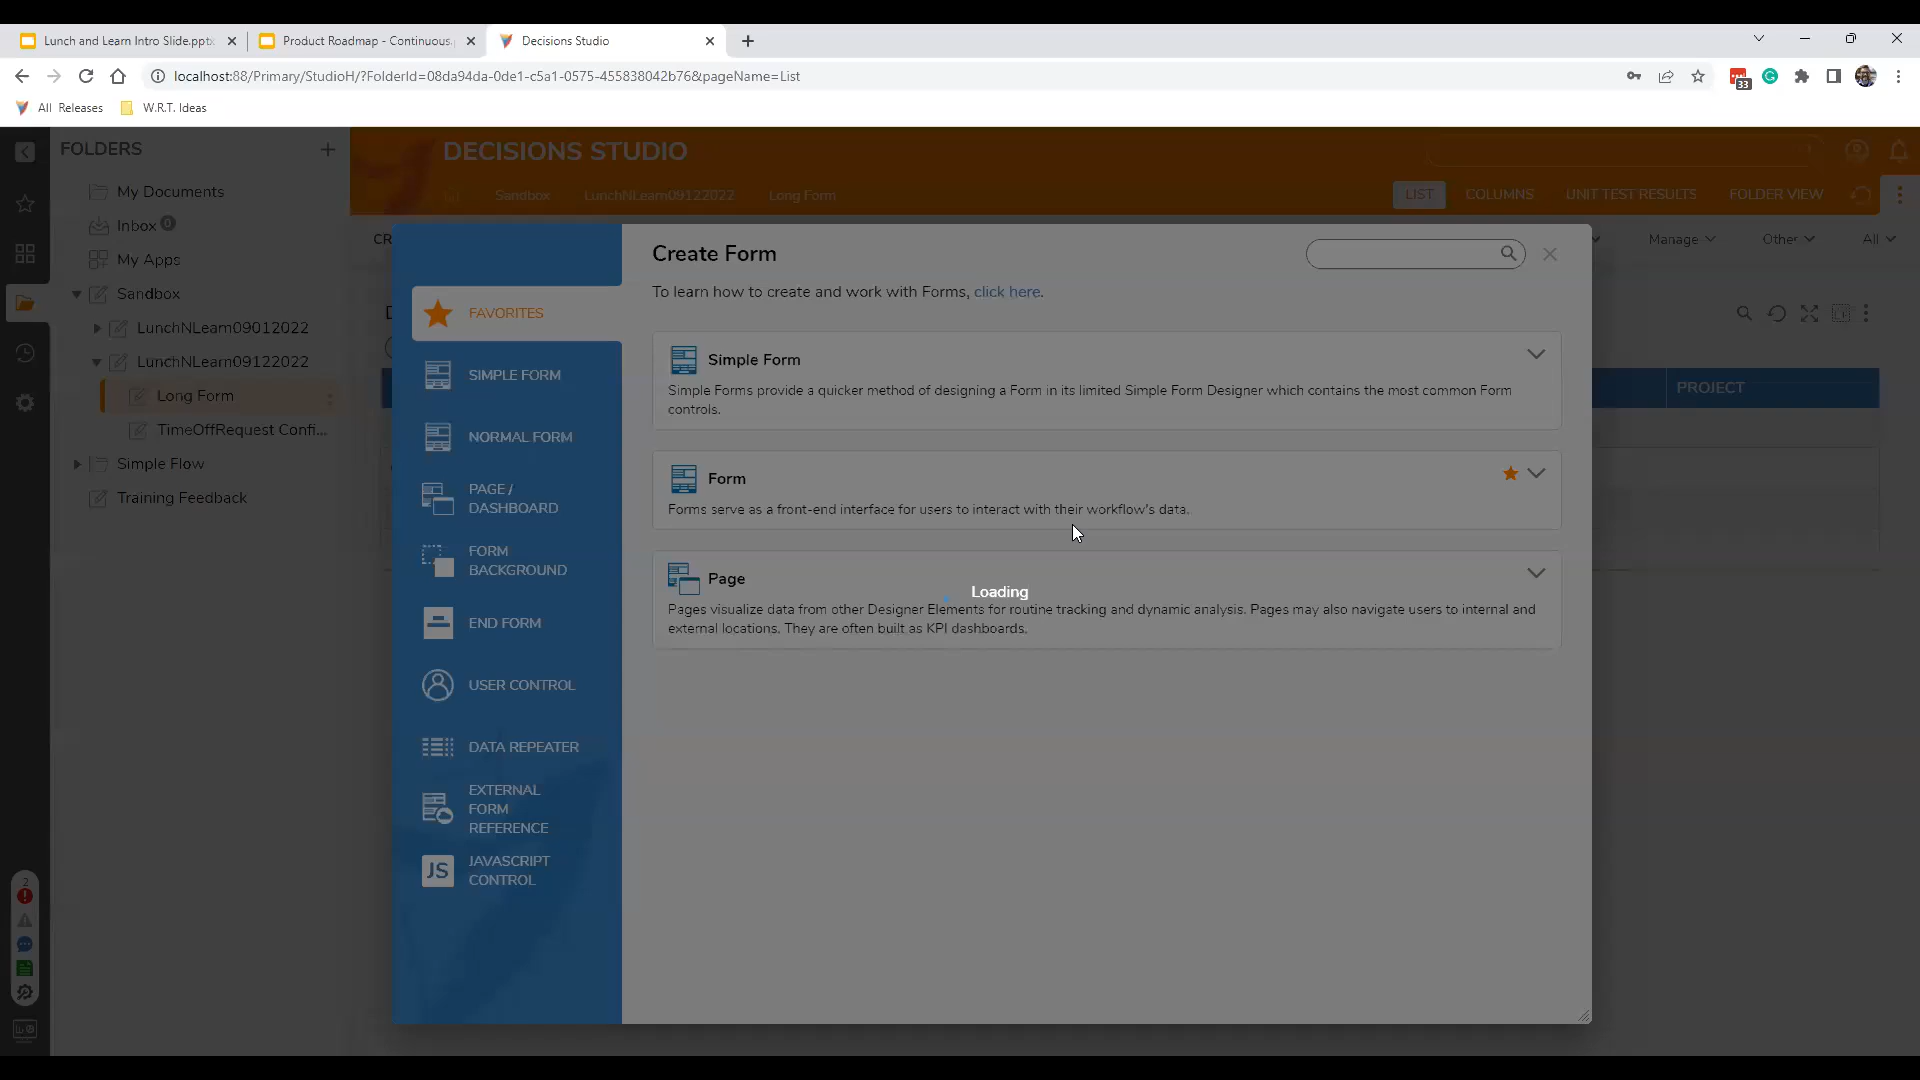 Lunch and Learn Intro Slide.pptx
Product Roadmap - Continuous.
Decisions Studio
localhost:88/Primary/StudioH/?FolderId=08da94da-0de1-c5a1-0575-455838042b76&pageName=List
33
All Releases
W.R.T. Ideas
FOLDERS
My Documents
Inbox 0
My Apps
Sandbox
LunchNLearn09012022
LunchNLearn09122022
Long Form
TimeOffRequest Confi...
Simple Flow
Training Feedback
2
DECISIONS STUDIO
Sandbox
LunchNLearn09122022
Long Form
LIST
COLUMNS
UNIT TEST RESULTS
FOLDER VIEW
CR
Manage
Other
All
PROJECT
FAVORITES
SIMPLE FORM
NORMAL FORM
PAGE /
DASHBOARD
FORM
BACKGROUND
END FORM
USER CONTROL
DATA REPEATER
EXTERNAL
FORM
REFERENCE
JS
JAVASCRIPT
CONTROL
Create Form
To learn how to create and work with Forms, click here.
Simple Form
Simple Forms provide a quicker method of designing a Form in its limited Simple Form Designer which contains the most common Form
controls.
Form
Forms serve as a front-end interface for users to interact with their workflow's data.
Page
Loading
Pages visualize data from other Designer Elements for routine tracking and dynamic analysis. Pages may also navigate users to internal and
external locations. They are often built as KPI dashboards.